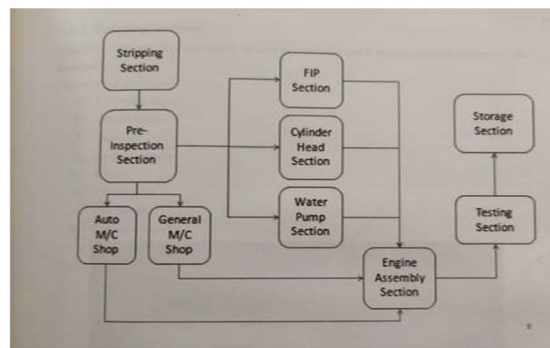 Stripping
Section
Pre-
Inspection
Section
Auto
M/C
Shop
General
M/C
Shop
FIP
Section
Cylinder
Head
Section
Water
Pump
Section
Engine
Assembly
Section
Testing
Section
Storage
Section